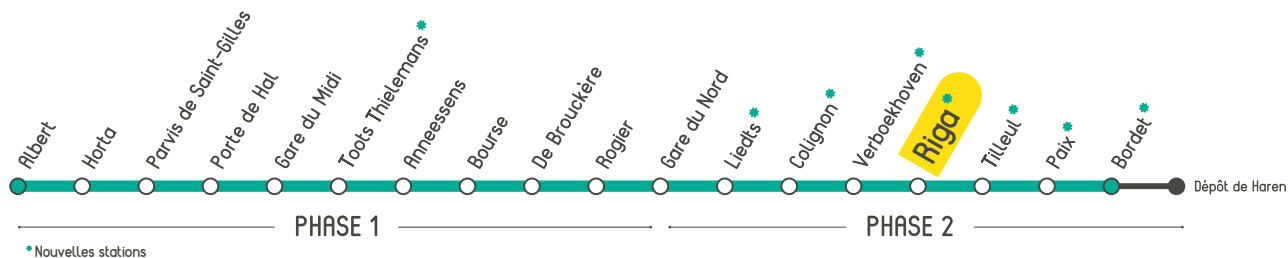 Albert
Horta
Parvis de Saint-Gilles
Porte de Hal
Gare du Midi
Toots Thielemans*
Anneessens
Bourse
De Brouckère
Rogier
Gare du Nord
Liedts*
Colignon*
Verboekhoven*
Riga*
Tilleul*
Paix*
Bordet*
Dépôt de Haren
PHASE 1
PHASE 2
*Nouvelles stations